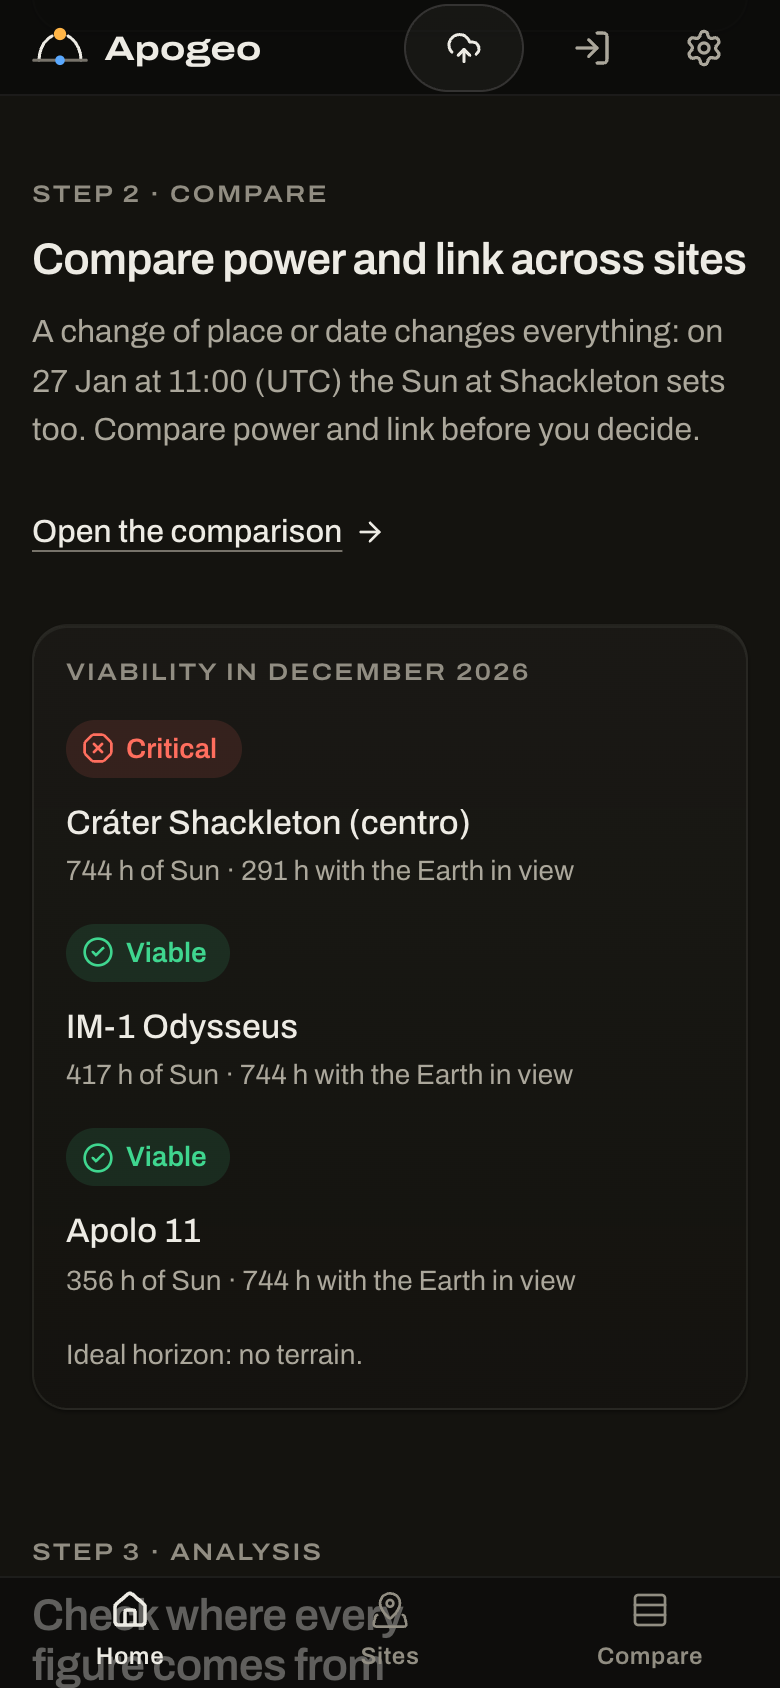 Apogeo
STEP 2 · COMPARE
Compare power and link across sites
A change of place or date changes everything: on
27 Jan at 11:00 (UTC) the Sun at Shackleton sets
too. Compare power and link before you decide.
Open the comparison →
VIABILITY IN DECEMBER 2026
Critical
Cráter Shackleton (centro)
744 h of Sun · 291 h with the Earth in view
Viable
IM-1 Odysseus
417 h of Sun · 744 h with the Earth in view
Viable
Apolo 11
356 h of Sun · 744 h with the Earth in view
Ideal horizon: no terrain.
STEP 3 · ANALYSIS
Check where every
figure comes from
Home Sites Compare